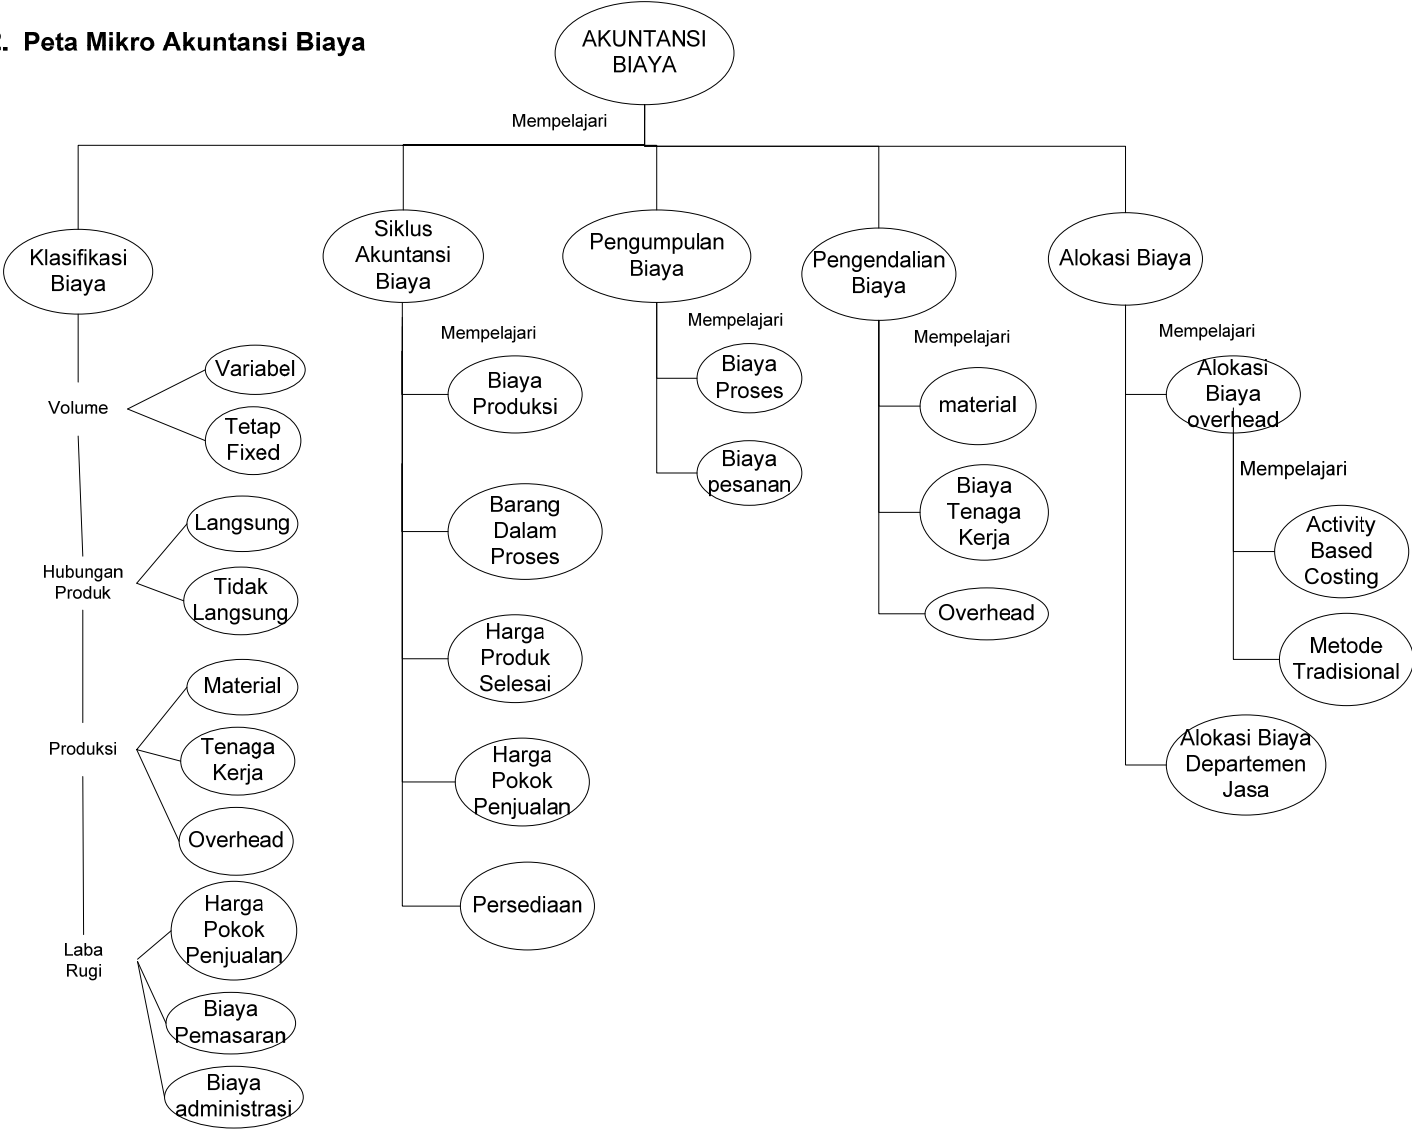 2. Peta Mikro Akuntansi Biaya
AKUNTANSI
BIAYA
Mempelajari
Klasifikasi
Biaya
Volume
Variabel
Tetap
Fixed
Hubungan
Produk
Langsung
Tidak
Langsung
Produksi
Material
Tenaga
Kerja
Overhead
Laba
Rugi
Harga
Pokok
Penjualan
Biaya
Pemasaran
Biaya
administrasi
Siklus
Akuntansi
Biaya
Mempelajari
Biaya
Produksi
Barang
Dalam
Proses
Harga
Produk
Selesai
Harga
Pokok
Penjualan
Persediaan
Pengumpulan
Biaya
Mempelajari
Biaya
Proses
Biaya
pesanan
Pengendalian
Biaya
Mempelajari
material
Biaya
Tenaga
Kerja
Overhead
Alokasi Biaya
Mempelajari
Alokasi
Biaya
overhead
Mempelajari
Activity
Based
Costing
Metode
Tradisional
Alokasi Biaya
Departemen
Jasa